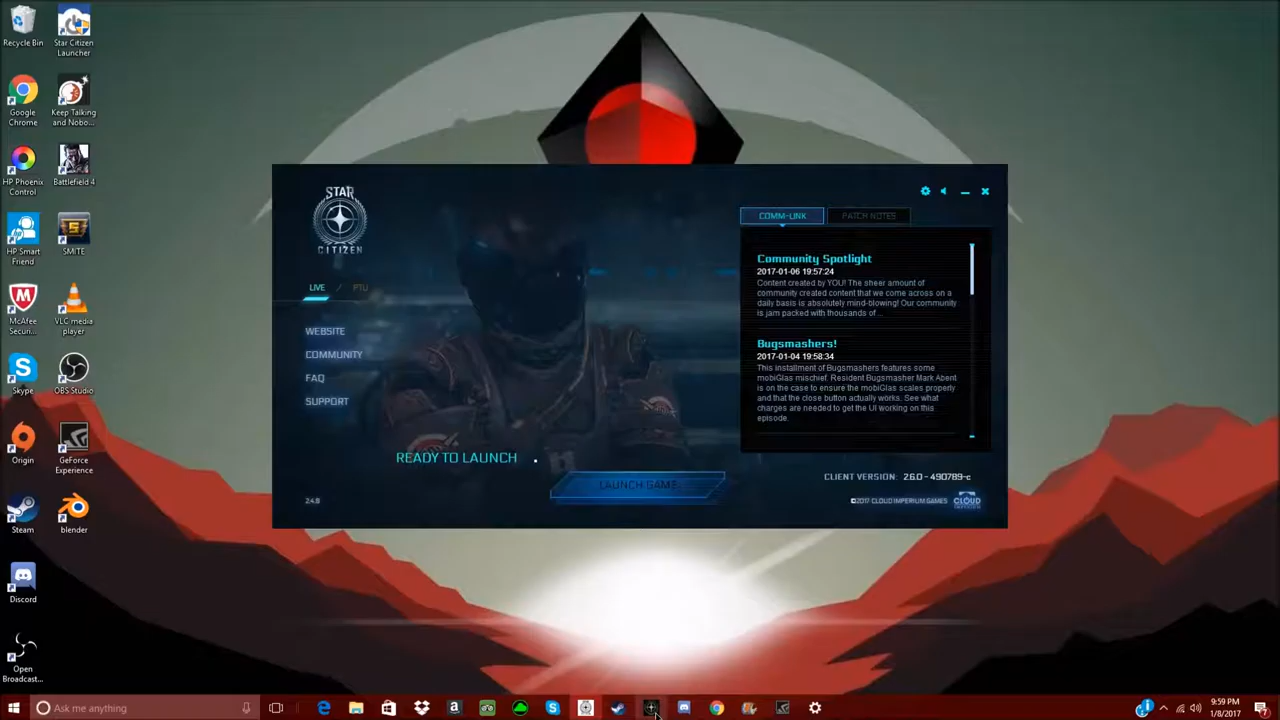 Recycle Bin
Star Citizen
Launcher
Google
Chrome
Keep Talking
and Nobo...
HP Phoenix
Control
Battlefield 4
HP Smart
Friend
SMITE
McAfee
Securi...
VLC media
player
Skype
OBS Studio
Origin
GeForce
Experience
Steam
blender
Discord
Open
Broadcast...
STAR
CITIZEN
LIVE / PTU
WEBSITE
COMMUNITY
FAQ
SUPPORT
READY TO LAUNCH
LAUNCH GAME
2.4.8
COMM-LINK
PATCH NOTES
Community Spotlight
2017-01-06 19:57:24
Content created by YOU! The sheer amount of
community created content that we come across on a
daily basis is absolutely mind-blowing! Our community
is jam packed with thousands of...
Bugsmashers!
2017-01-04 19:58:34
This installment of Bugsmashers features some
mobiGlas mischief. Resident Bugsmasher Mark Abent
is on the case to ensure the mobiGlas scales properly
and that the close button actually works. See what
charges are needed to get the UI working on this
episode.
CLIENT VERSION: 2.6.0 - 490789-c
©2017 CLOUD IMPERIUM GAMES
CLOUD
IMPERIUM
Ask me anything
9:59 PM
1/8/2017